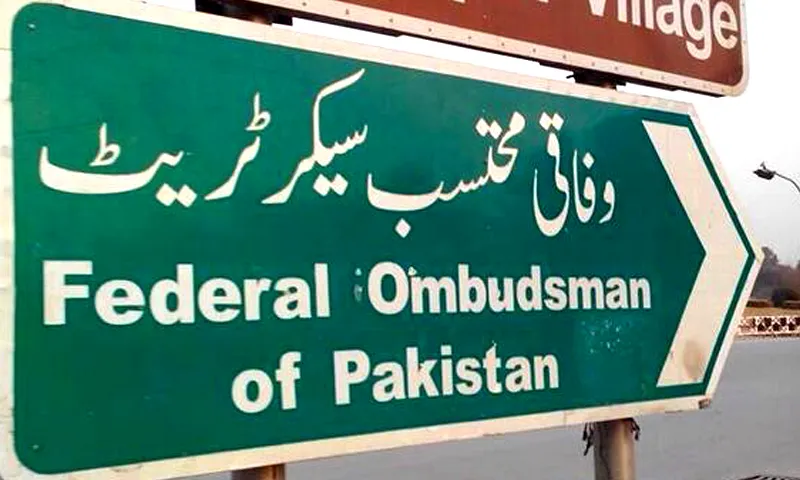 Village
وفاقی محتسب سیکرٹریٹ
Federal Ombudsman
of Pakistan